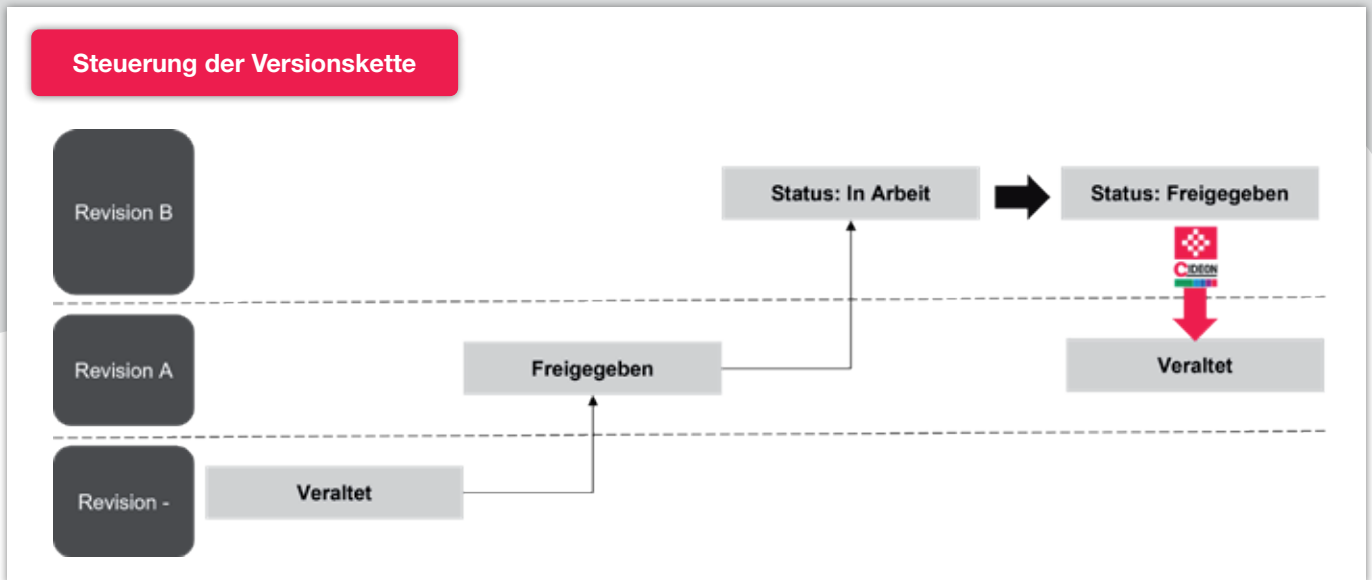 Steuerung der Versionskette
Revision B
Status: In Arbeit
Status: Freigegeben
CIDEON
Revision A
Freigegeben
Veraltet
Revision -
Veraltet